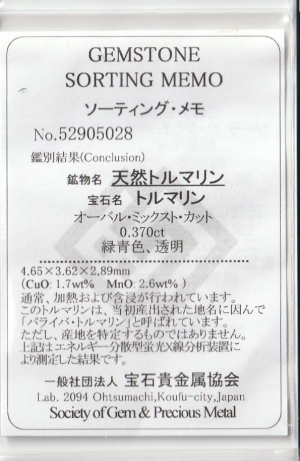 GEMSTONE
SORTING MEMO
ソーティング・メモ
No.52905028
鑑別結果(Conclusion)
鉱物名 天然トルマリン
宝石名 トルマリン
オーバル・ミックスト・カット
0.370ct
緑青色、透明
4.65×3.62×2.89mm
(CuO: 1.7wt% MnO: 2.6wt% )
通常、加熱および含浸が行われています。
このトルマリンは、当初産出された地名に因んで
「パライバ・トルマリン」と呼ばれています。
ただし、産地を特定するものではありません。
上記はエネルギー分散型蛍光X線分析装置に
より測定した結果です。
一般社団法人 宝石貴金属協会
Lab. 2094 Ohtsumachi,Koufu-city,Japan
Society of Gem & Precious Metal